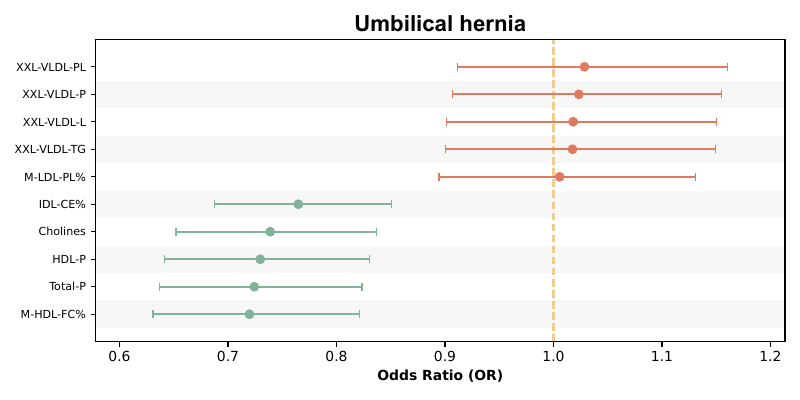 Umbilical hernia
XXL-VLDL-PL
XXL-VLDL-P
XXL-VLDL-L
XXL-VLDL-TG
M-LDL-PL%
IDL-CE%
Cholines
HDL-P
Total-P
M-HDL-FC%
0.6 0.7 0.8 0.9 1.0 1.1 1.2
Odds Ratio (OR)